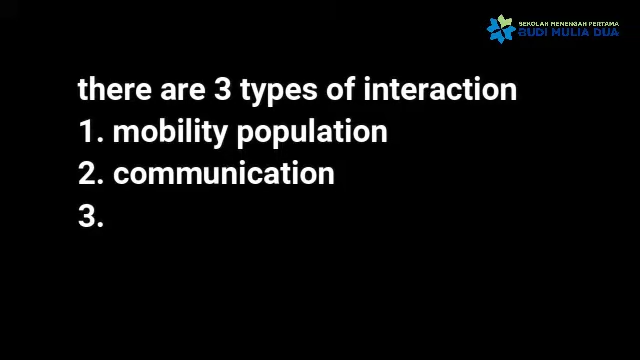 SEKOLAH MENENGAH PERTAMA
BUDI MULIA DUA
there are 3 types of interaction
1. mobility population
2. communication
3.